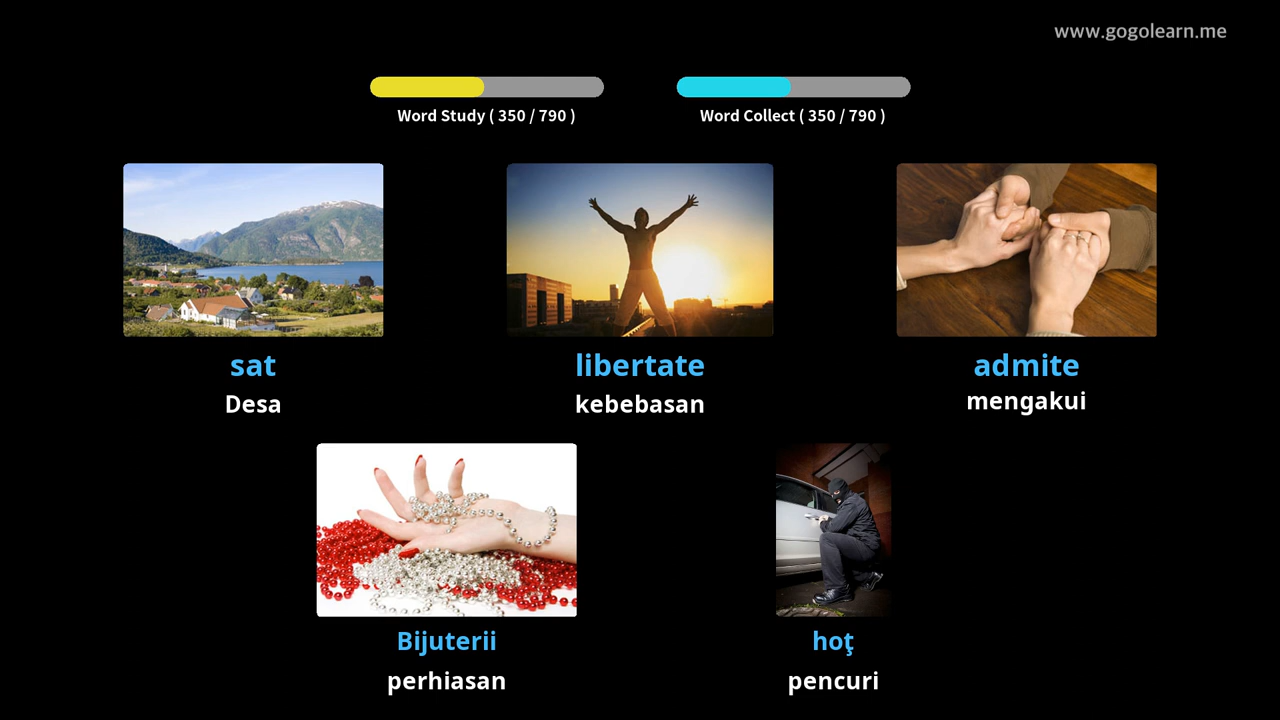 www.gogolearn.me
Word Study ( 350 / 790 )
Word Collect ( 350 / 790 )
sat
Desa
libertate
kebebasan
admite
mengakui
Bijuterii
perhiasan
hoţ
pencuri